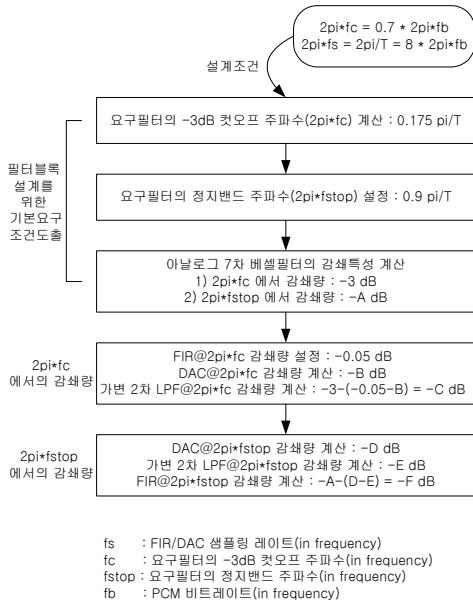 2pi*fc = 0.7 * 2pi*fb
2pi*fs = 2pi/T = 8 * 2pi*fb
설계조건
요구필터의 -3dB 컷오프 주파수(2pi*fc) 계산 : 0.175 pi/T
필터블록
설계를
위한
기본요구
조건도출
요구필터의 정지밴드 주파수(2pi*fstop) 설정 : 0.9 pi/T
아날로그 7차 베셀필터의 감쇄특성 계산
1) 2pi*fc 에서 감쇄량 : -3 dB
2) 2pi*fstop 에서 감쇄량 : -A dB
2pi*fc
에서의 감쇄량
FIR@2pi*fc 감쇄량 설정 : -0.05 dB
DAC@2pi*fc 감쇄량 계산 : -B dB
가변 2차 LPF@2pi*fc 감쇄량 계산 : -3-(-0.05-B) = -C dB
2pi*fstop
에서의 감쇄량
DAC@2pi*fstop 감쇄량 계산 : -D dB
가변 2차 LPF@2pi*fstop 감쇄량 계산 : -E dB
FIR@2pi*fstop 감쇄량 계산 : -A-(D-E) = -F dB
fs : FIR/DAC 샘플링 레이트(in frequency)
fc : 요구필터의 -3dB 컷오프 주파수(in frequency)
fstop : 요구필터의 정지밴드 주파수(in frequency)
fb : PCM 비트레이트(in frequency)